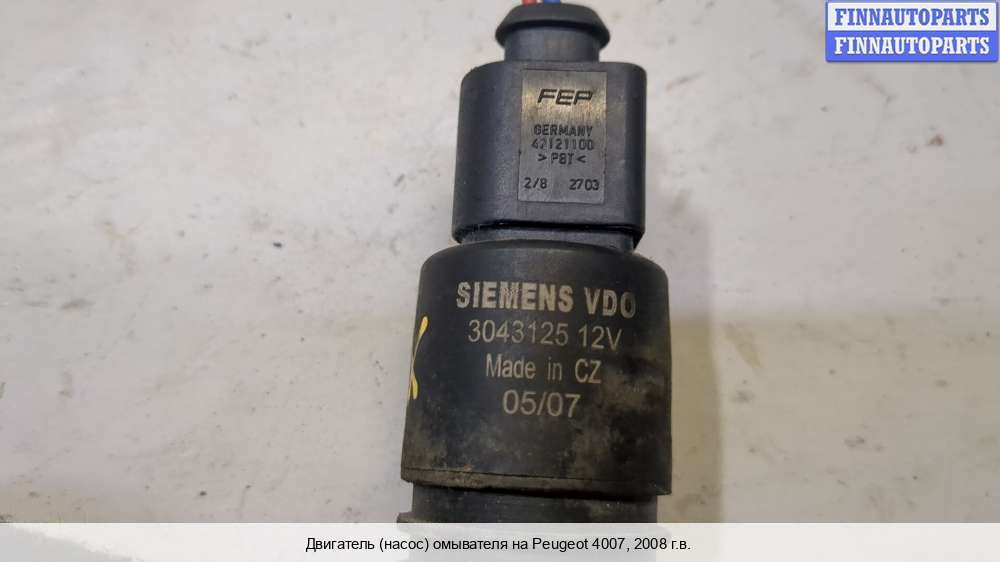 FINNAUTOPARTS
FINNAUTOPARTS
FEP
GERMANY
42121100
>PBT<
2/8 2703
SIEMENS VDO
3043125 12V
Made in CZ
05/07
Двигатель (насос) омывателя на Peugeot 4007, 2008 г.в.